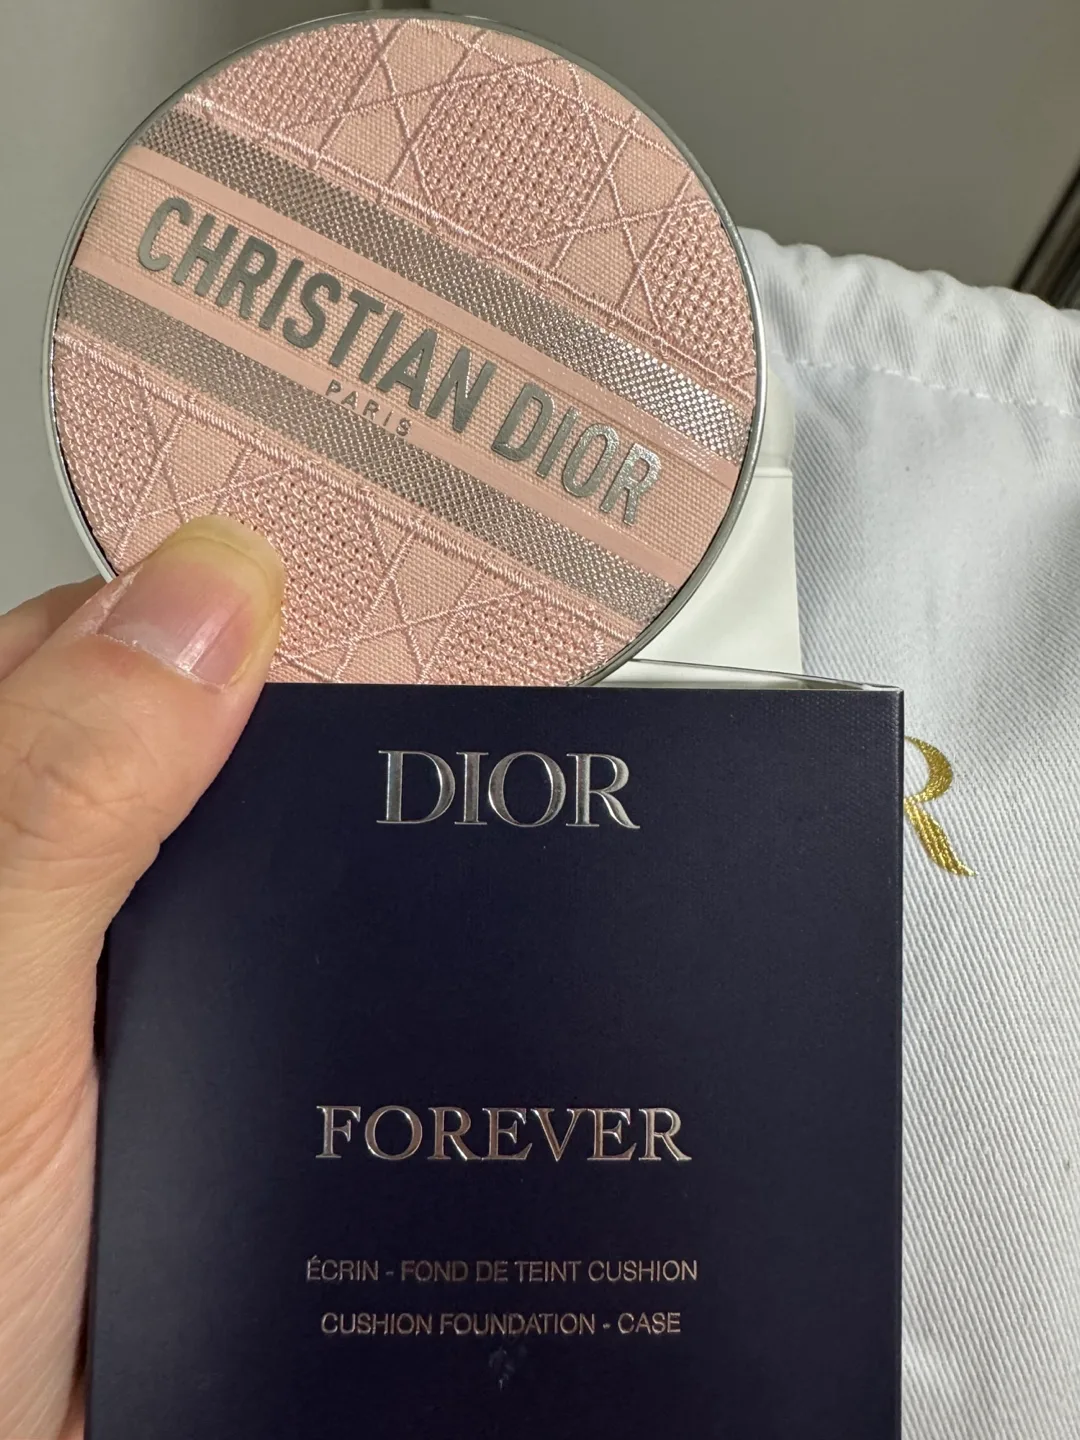 CHRISTIAN DIOR
PARIS
DIOR
R
FOREVER
ÉCRIN - FOND DE TEINT CUSHION
CUSHION FOUNDATION - CASE